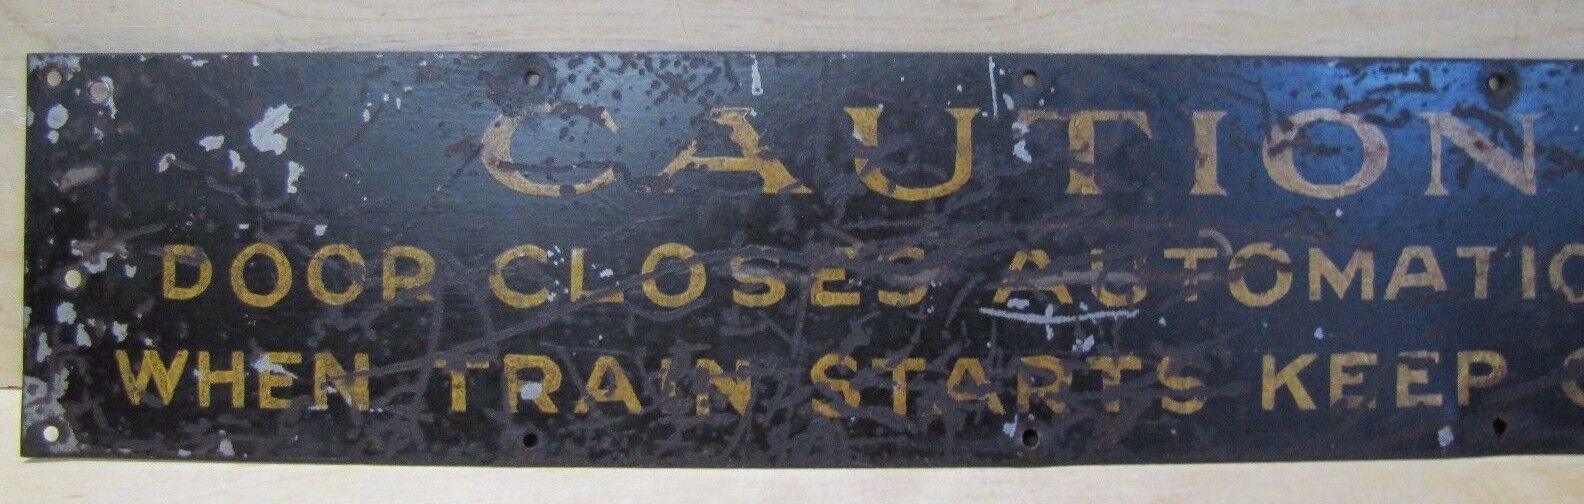 CAUTION
DOOR CLOSES AUTOMATIC
WHEN TRAIN STARTS KEEP